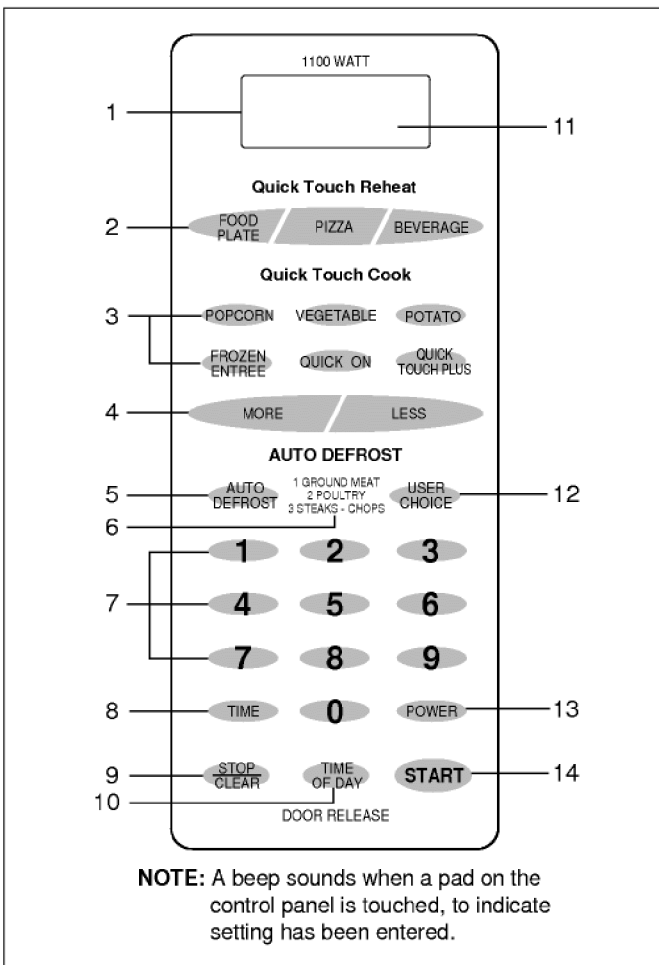 1100 WATT
1
11
Quick Touch Reheat
2
FOOD PLATE
PIZZA
BEVERAGE
Quick Touch Cook
3
POPCORN
VEGETABLE
POTATO
FROZEN ENTREE
QUICK ON
QUICK TOUCH PLUS
4
MORE
LESS
AUTO DEFROST
5
AUTO DEFROST
1 GROUND MEAT
2 POULTRY
3 STEAKS - CHOPS
USER CHOICE
12
6
1
2
3
7
4
5
6
7
8
9
8
TIME
0
POWER
13
9
STOP
CLEAR
TIME OF DAY
START
14
10
DOOR RELEASE
NOTE: A beep sounds when a pad on the
control panel is touched, to indicate
setting has been entered.